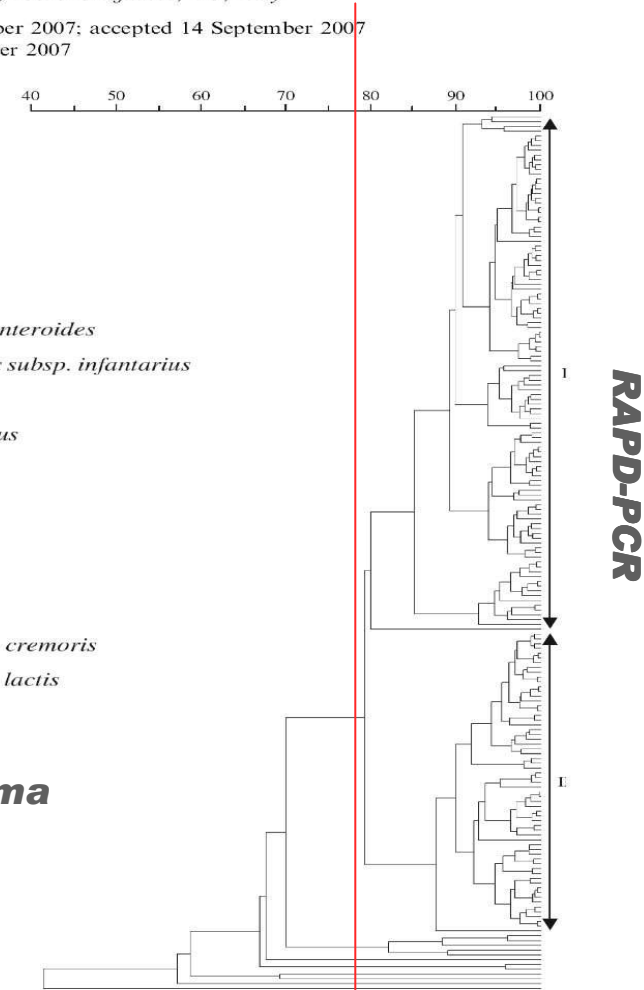 ber 2007; accepted 14 September 2007
er 2007
40 50 60 70 80 90 100
nteroides
subsp. infantarius
us
I
RAPD-PCR
cremoris
lactis
ma
II